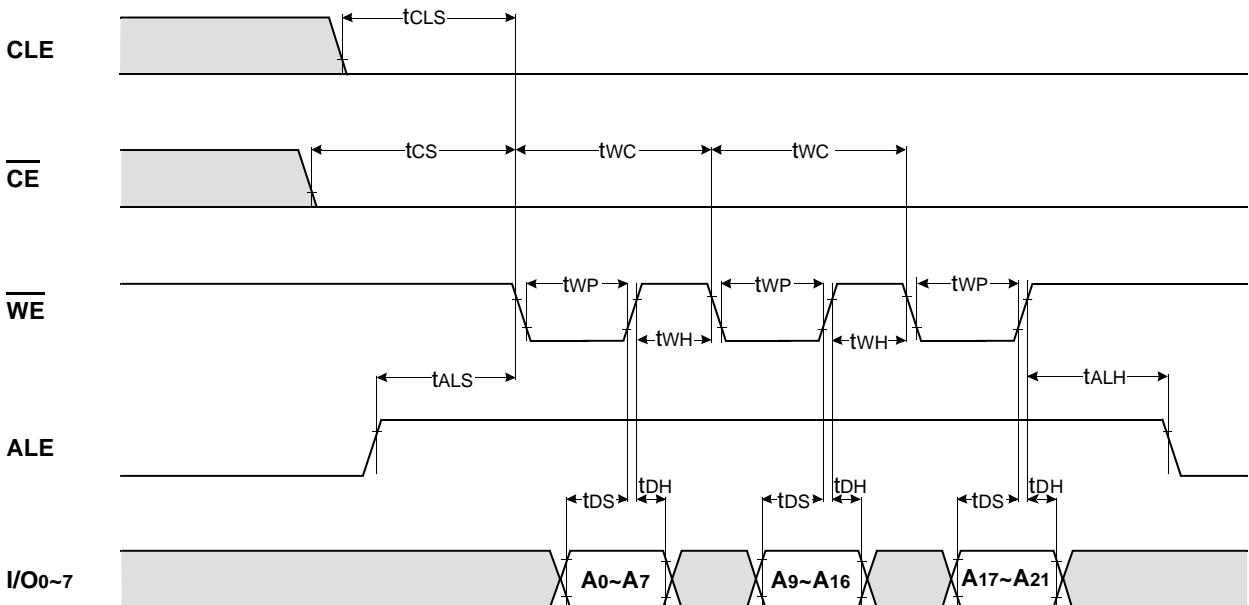 tCLS
CLE
tCS tWC tWC
CE
tWP tWP tWP
WE
tWH tWH
tALS tALH
ALE
tDS tDH tDS tDH tDS tDH
I/O0~7 A0~A7 A9~A16 A17~A21